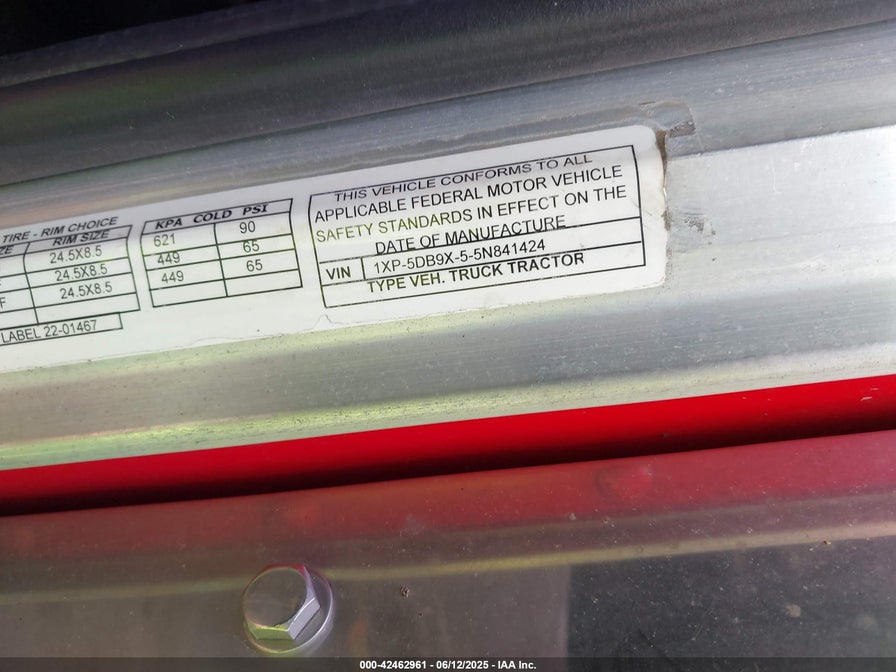 TIRE - RIM CHOICE
RIM SIZE
24.5X8.5
24.5X8.5
F 24.5X8.5
LABEL 22-01467
KPA COLD PSI
621 90
449 65
449 65
THIS VEHICLE CONFORMS TO ALL
APPLICABLE FEDERAL MOTOR VEHICLE
SAFETY STANDARDS IN EFFECT ON THE
DATE OF MANUFACTURE
VIN 1XP-5DB9X-5-5N841424
TYPE VEH. TRUCK TRACTOR
000-42462961 - 06/12/2025 - IAA Inc.